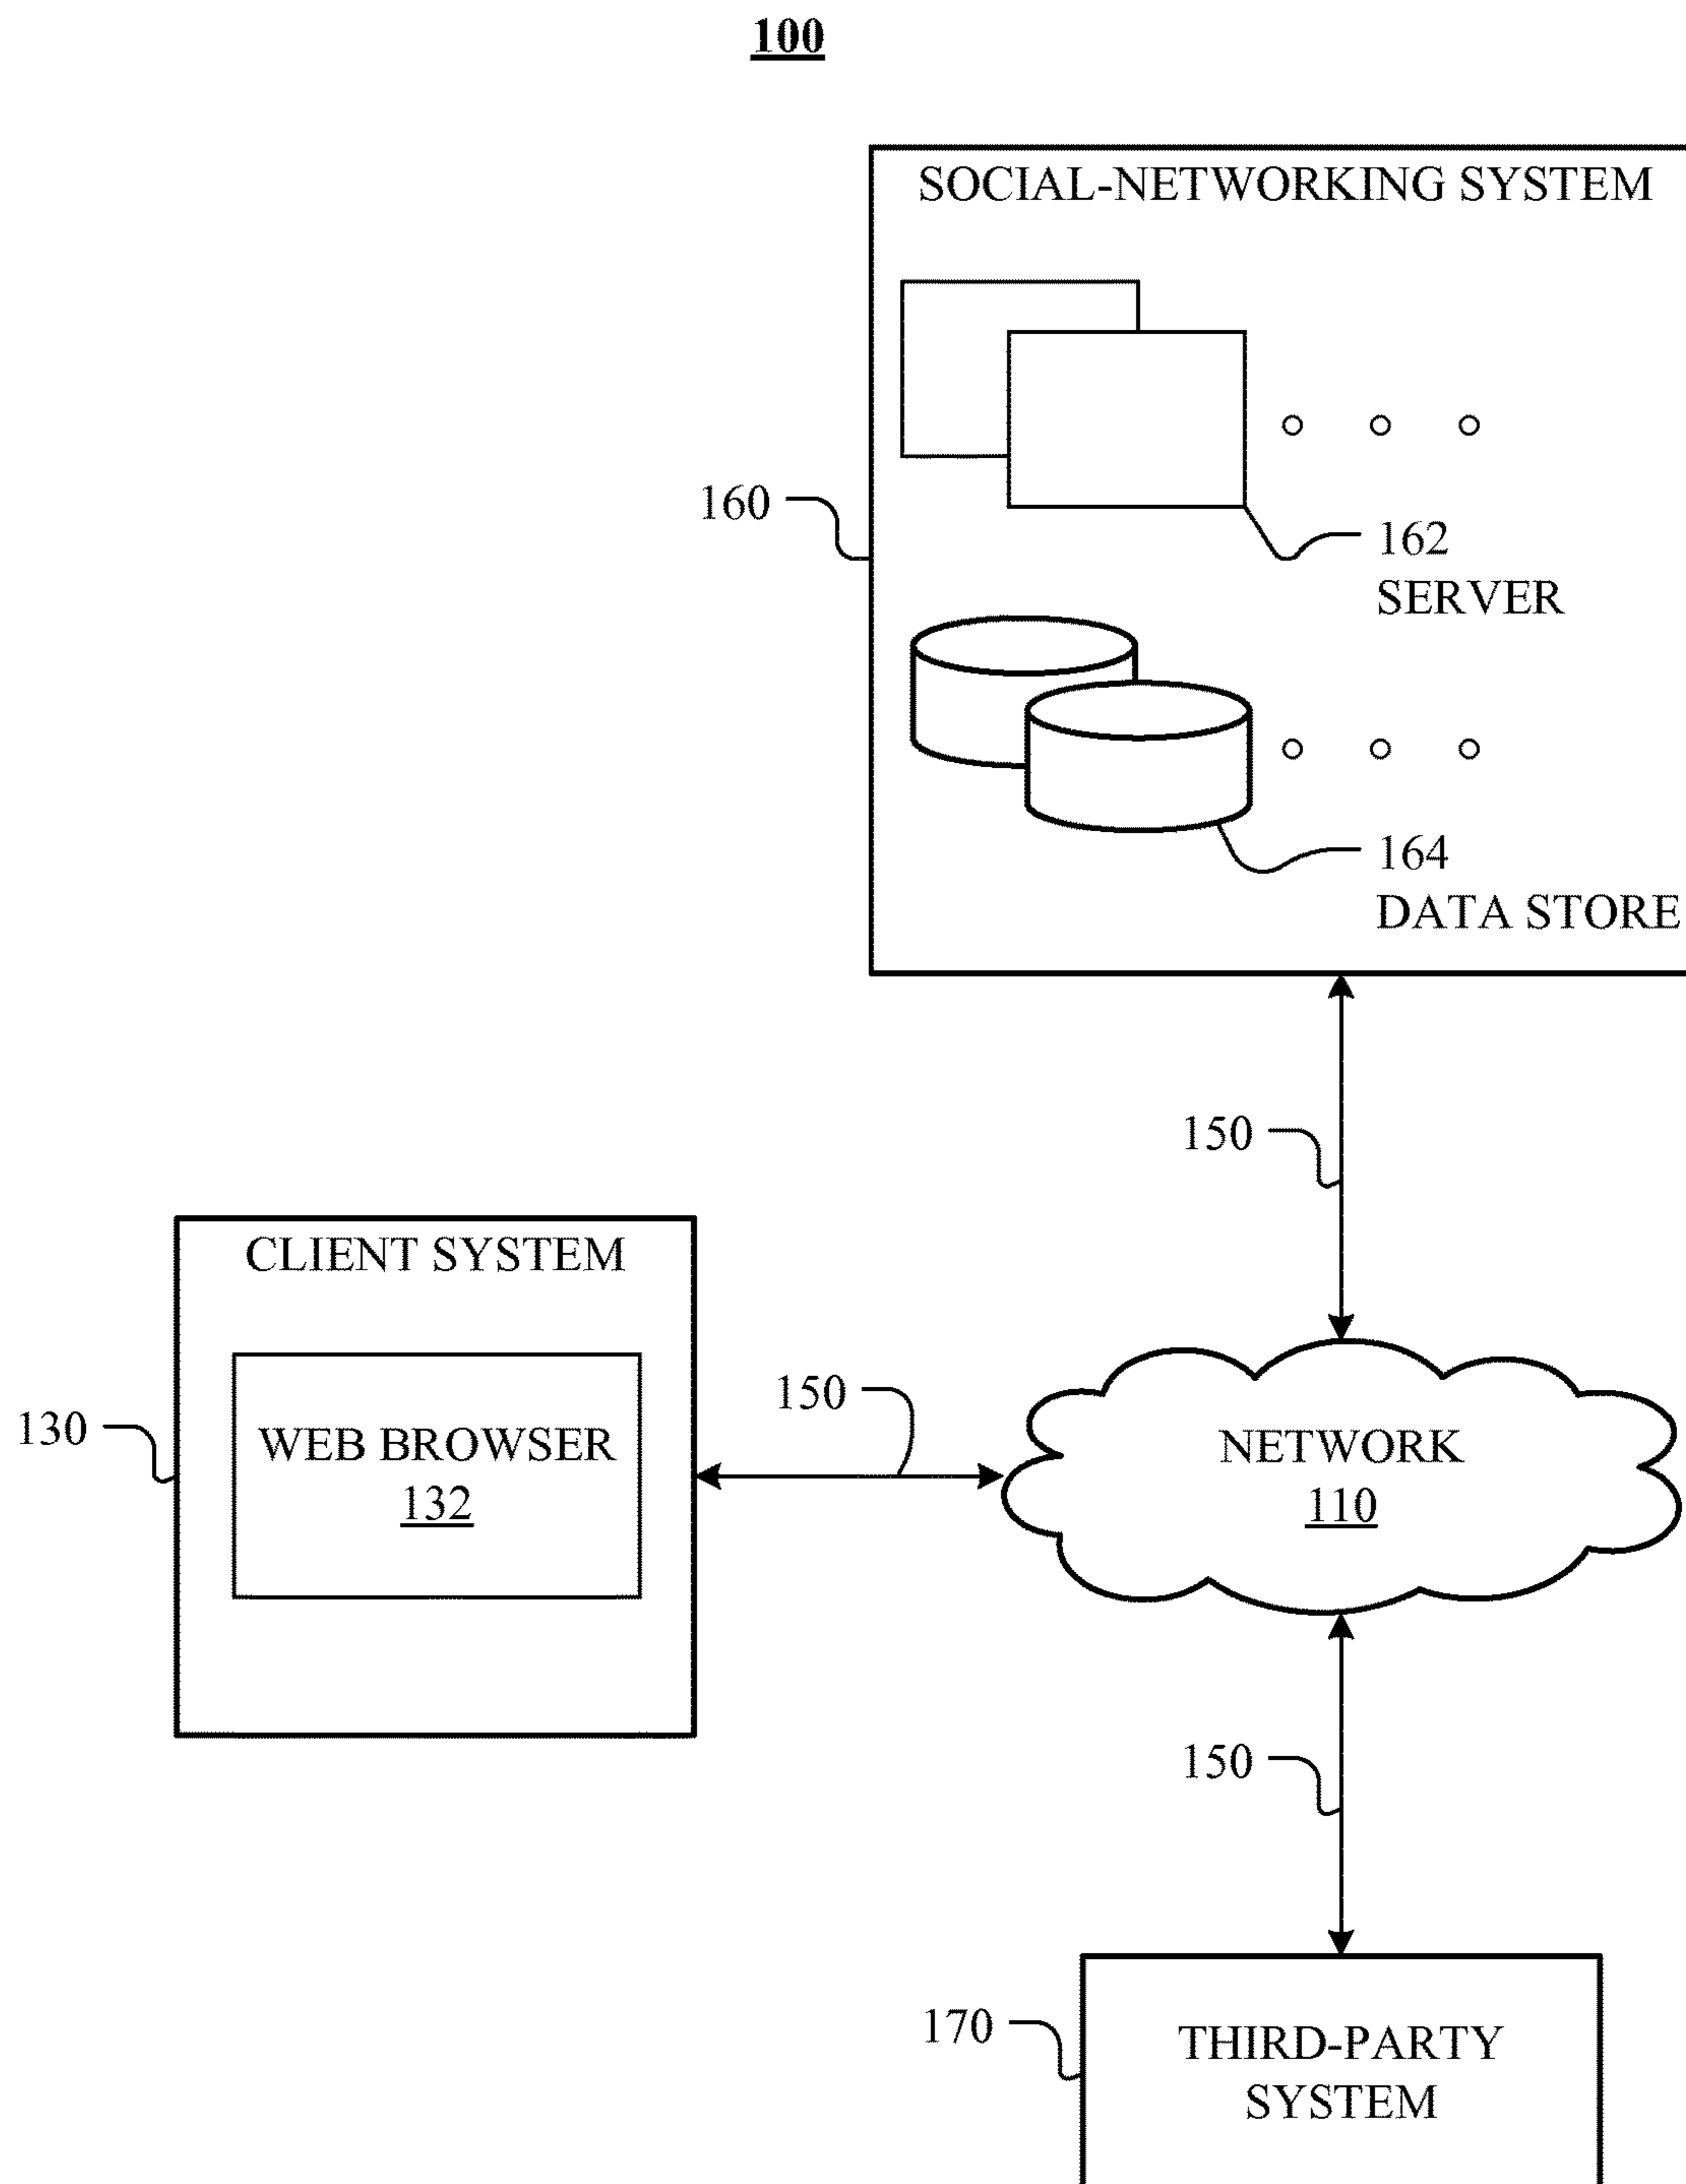 100
SOCIAL-NETWORKING SYSTEM
160
162
SERVER
164
DATA STORE
150
CLIENT SYSTEM
130
WEB BROWSER
132
150
NETWORK
110
150
170
THIRD-PARTY
SYSTEM